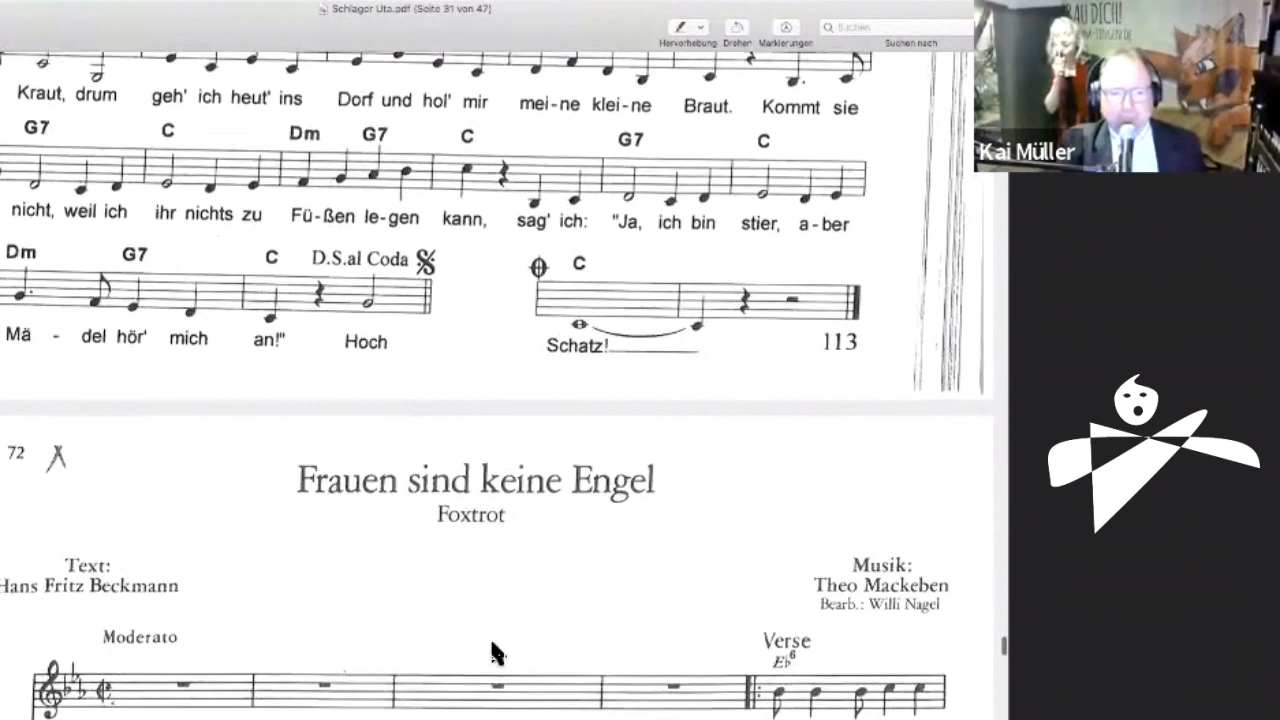 Schlager Uta.pdf (Seite 31 von 47)
Suchen
Hervorhebung Drehen Markierungen Suchen nach
Kraut, drum geh' ich heut' ins Dorf und hol' mir mei-ne klei-ne Braut. Kommt sie
G7 C Dm G7 C G7 C
nicht, weil ich ihr nichts zu Fü-ßen le-gen kann, sag' ich: "Ja, ich bin stier, a-ber
Dm G7 C D.S.al Coda C
Mä - del hör' mich an!" Hoch Schatz!
113
72
Frauen sind keine Engel
Foxtrot
Text:
Hans Fritz Beckmann
Musik:
Theo Mackeben
Bearb.: Willi Nagel
Moderato
Verse
Eb6
AU DICH!
Kai Müller